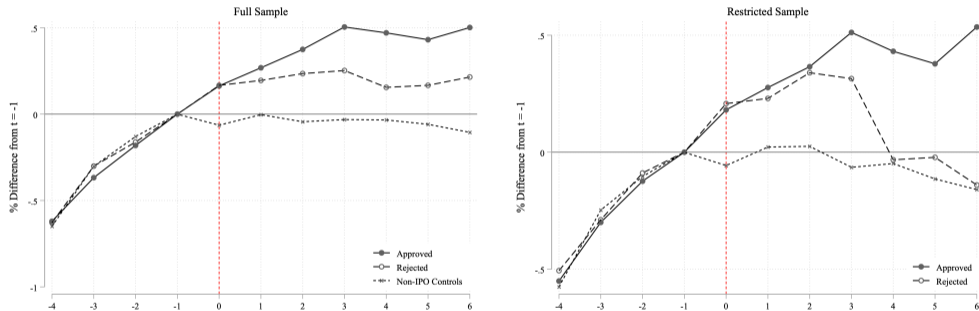 Full Sample
% Difference from t = -1
.5
0
-.5
-1
-4 -3 -2 -1 0 1 2 3 4 5 6
Approved
Rejected
Non-IPO Controls
Restricted Sample
% Difference from t = -1
.5
0
-.5
-4 -3 -2 -1 0 1 2 3 4 5 6
Approved
Rejected